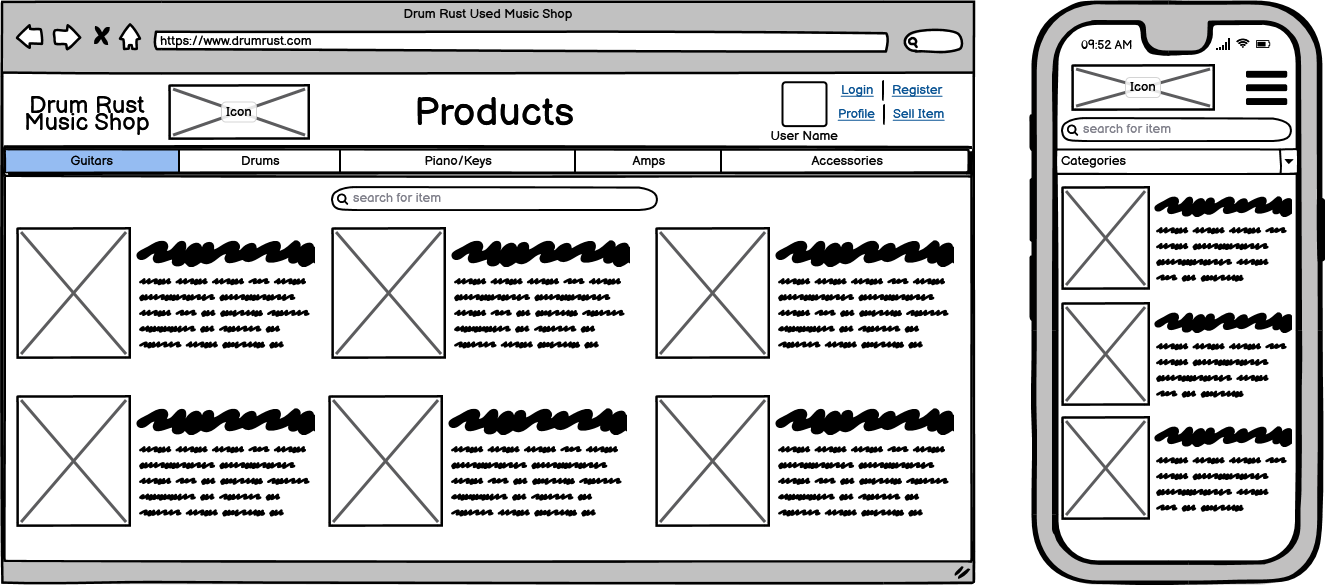 Drum Rust Used Music Shop
https://www.drumrust.com
Drum Rust
Music Shop
Icon
Products
User Name
Login
Register
Profile
Sell Item
Guitars
Drums
Piano/Keys
Amps
Accessories
search for item
09:52 AM
Icon
search for item
Categories